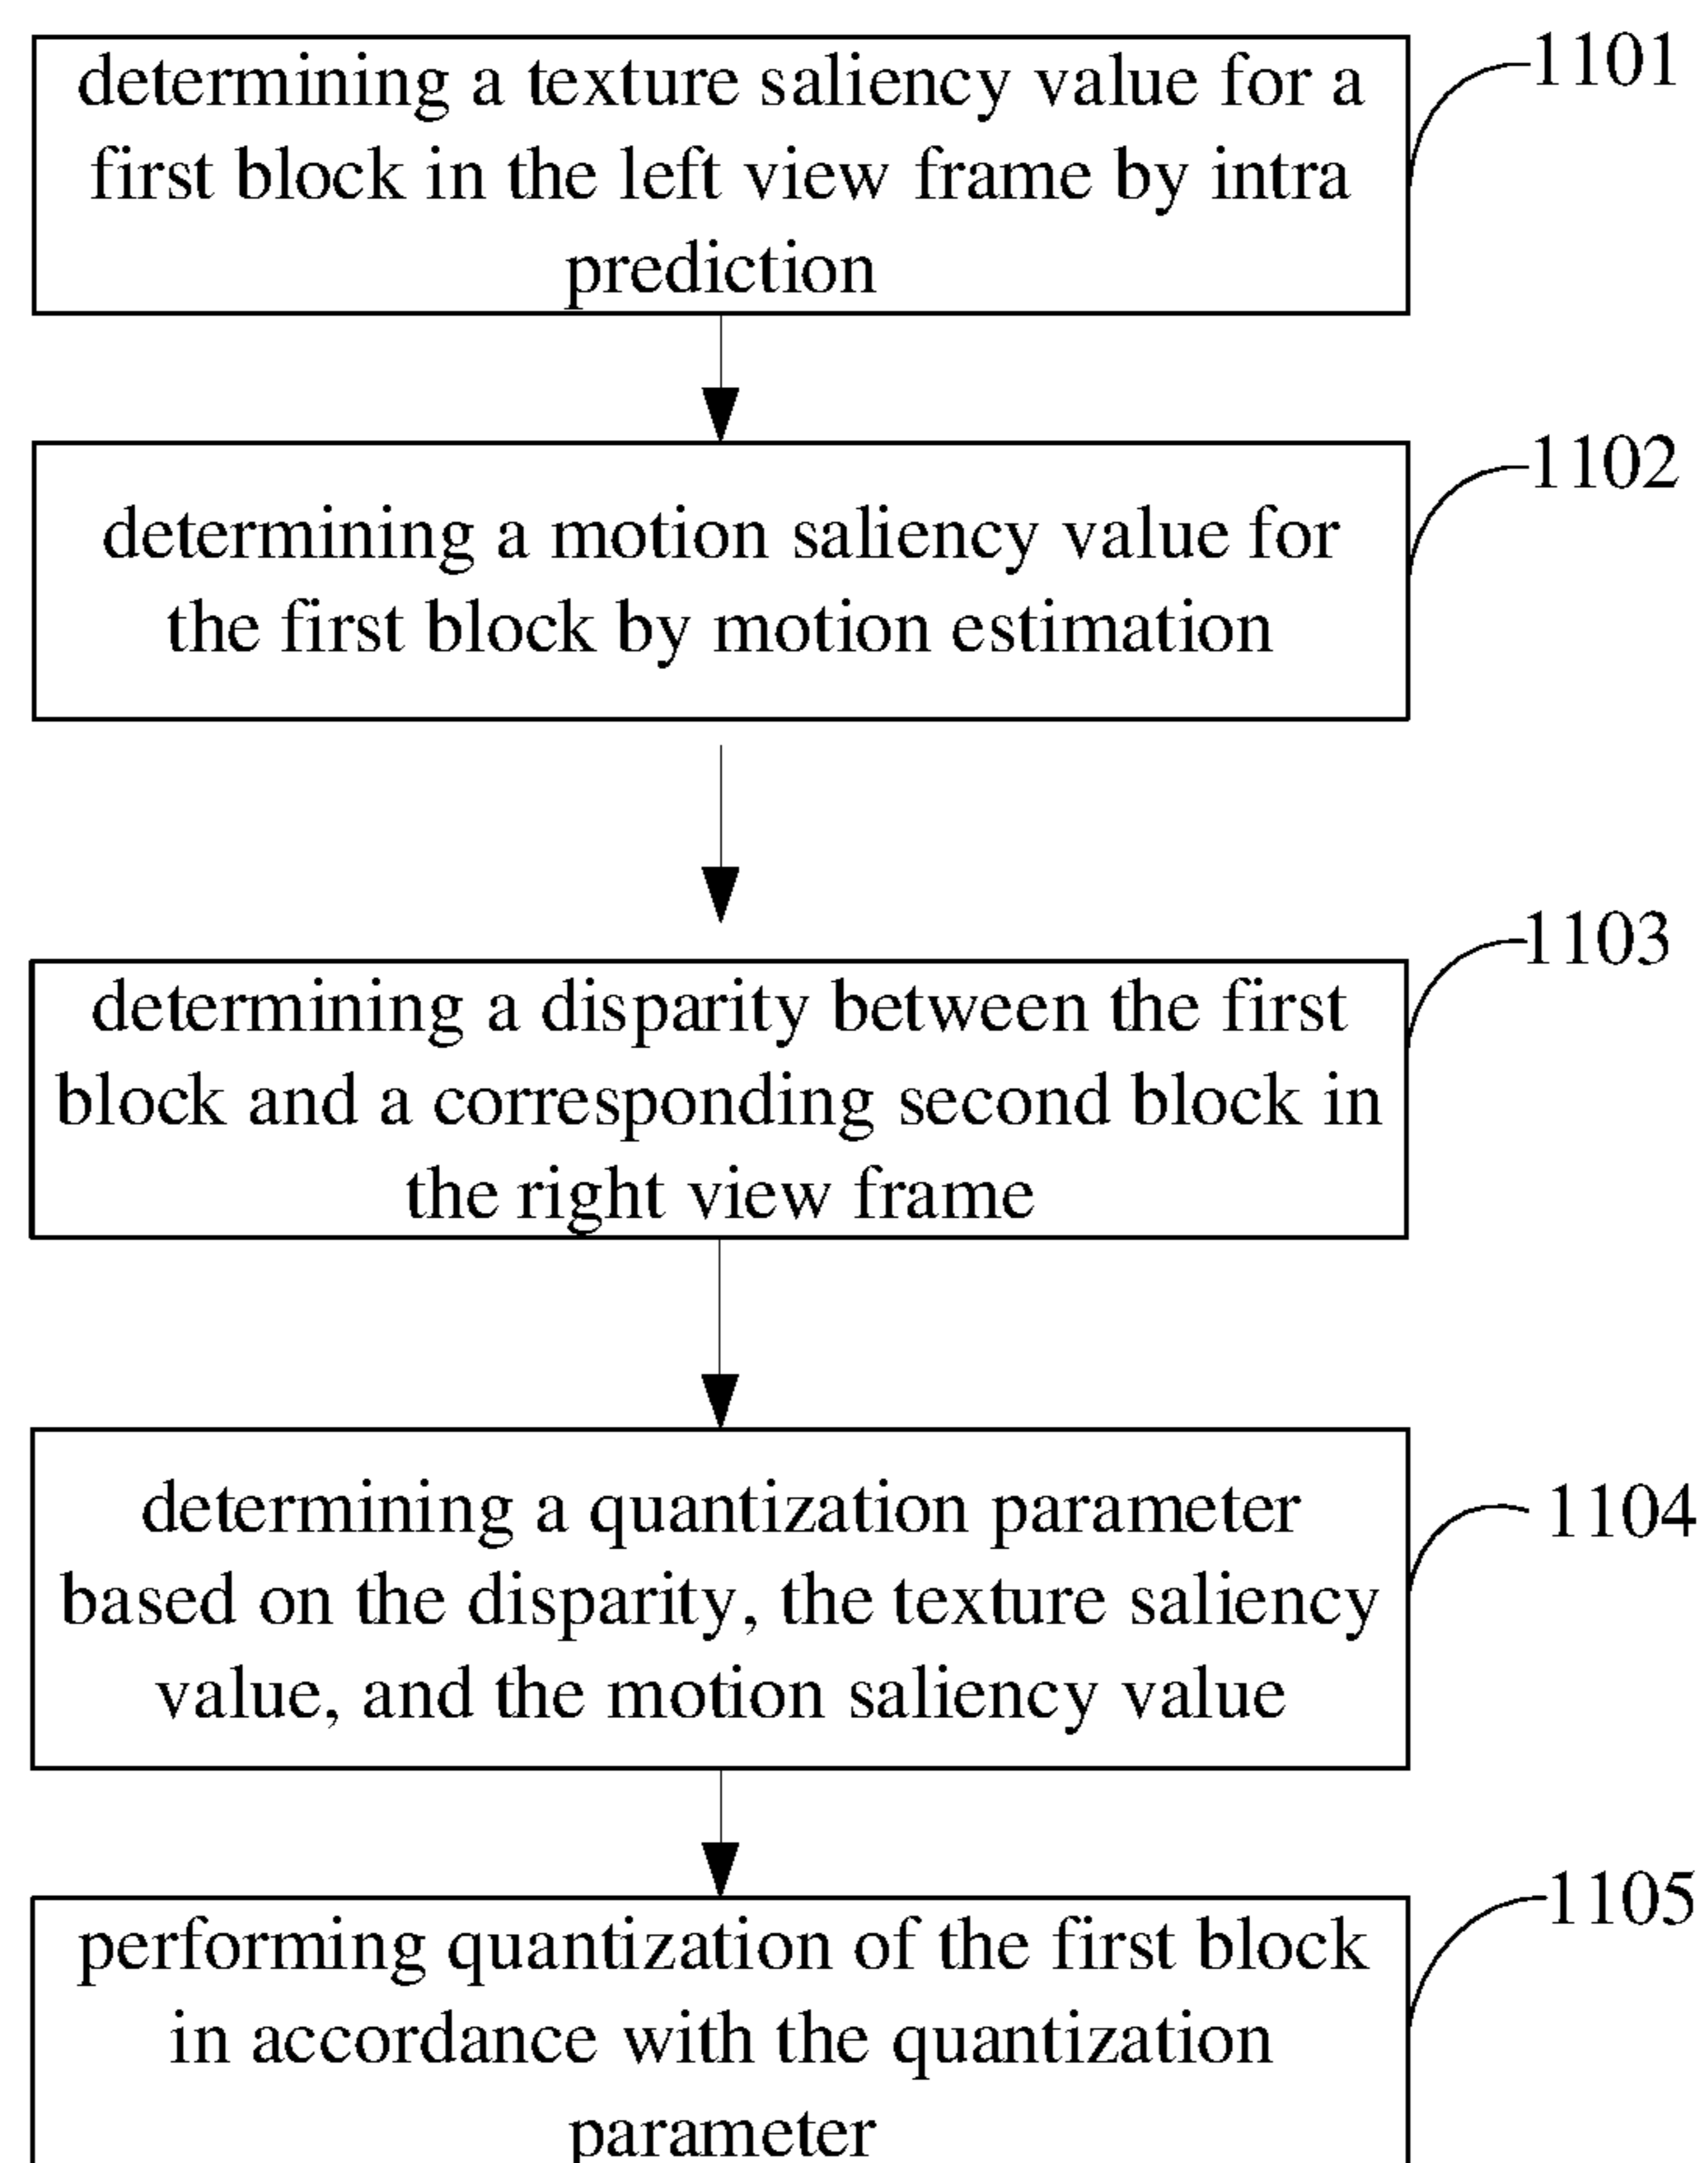 determining a texture saliency value for a
first block in the left view frame by intra
prediction
1101
determining a motion saliency value for
the first block by motion estimation
1102
determining a disparity between the first
block and a corresponding second block in
the right view frame
1103
determining a quantization parameter
based on the disparity, the texture saliency
value, and the motion saliency value
1104
performing quantization of the first block
in accordance with the quantization
parameter
1105